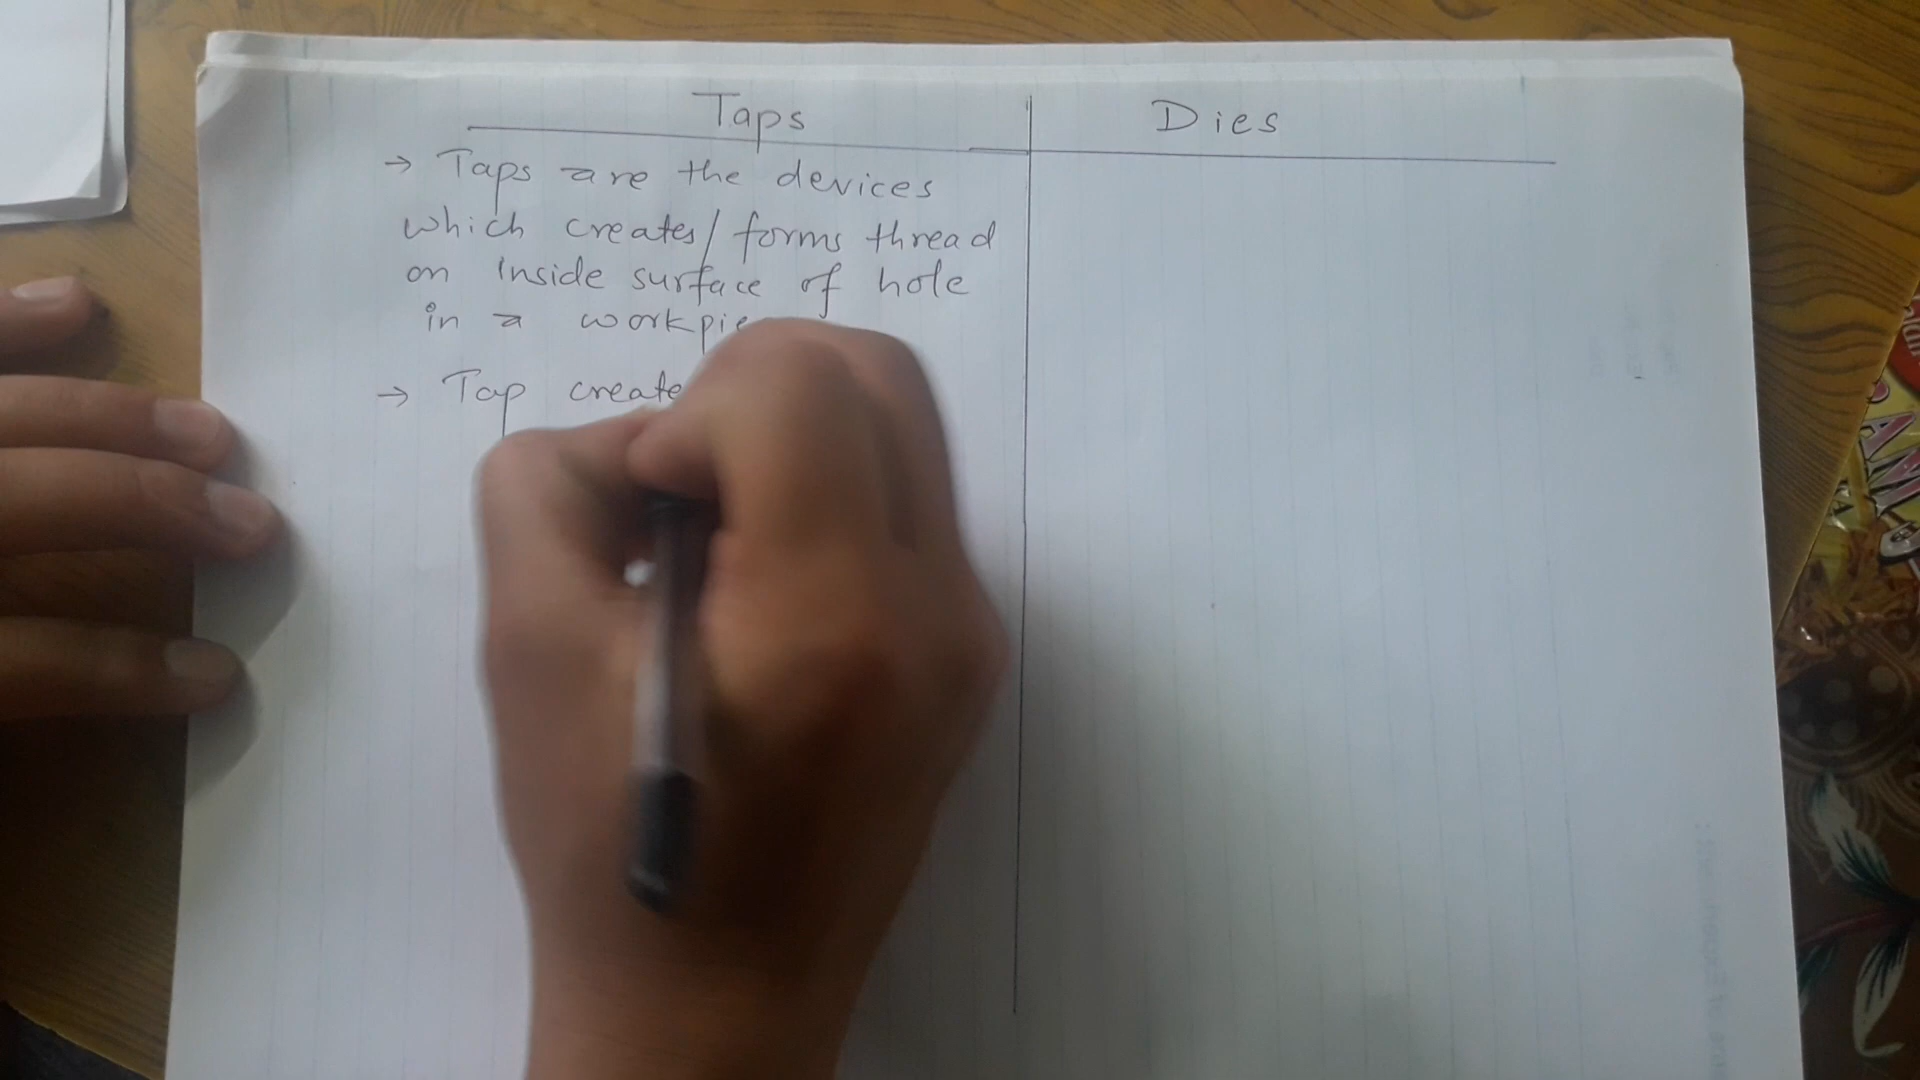 Taps
Dies
→ Taps are the devices
which creates/forms thread
on Inside surface of hole
in a
→ Tap